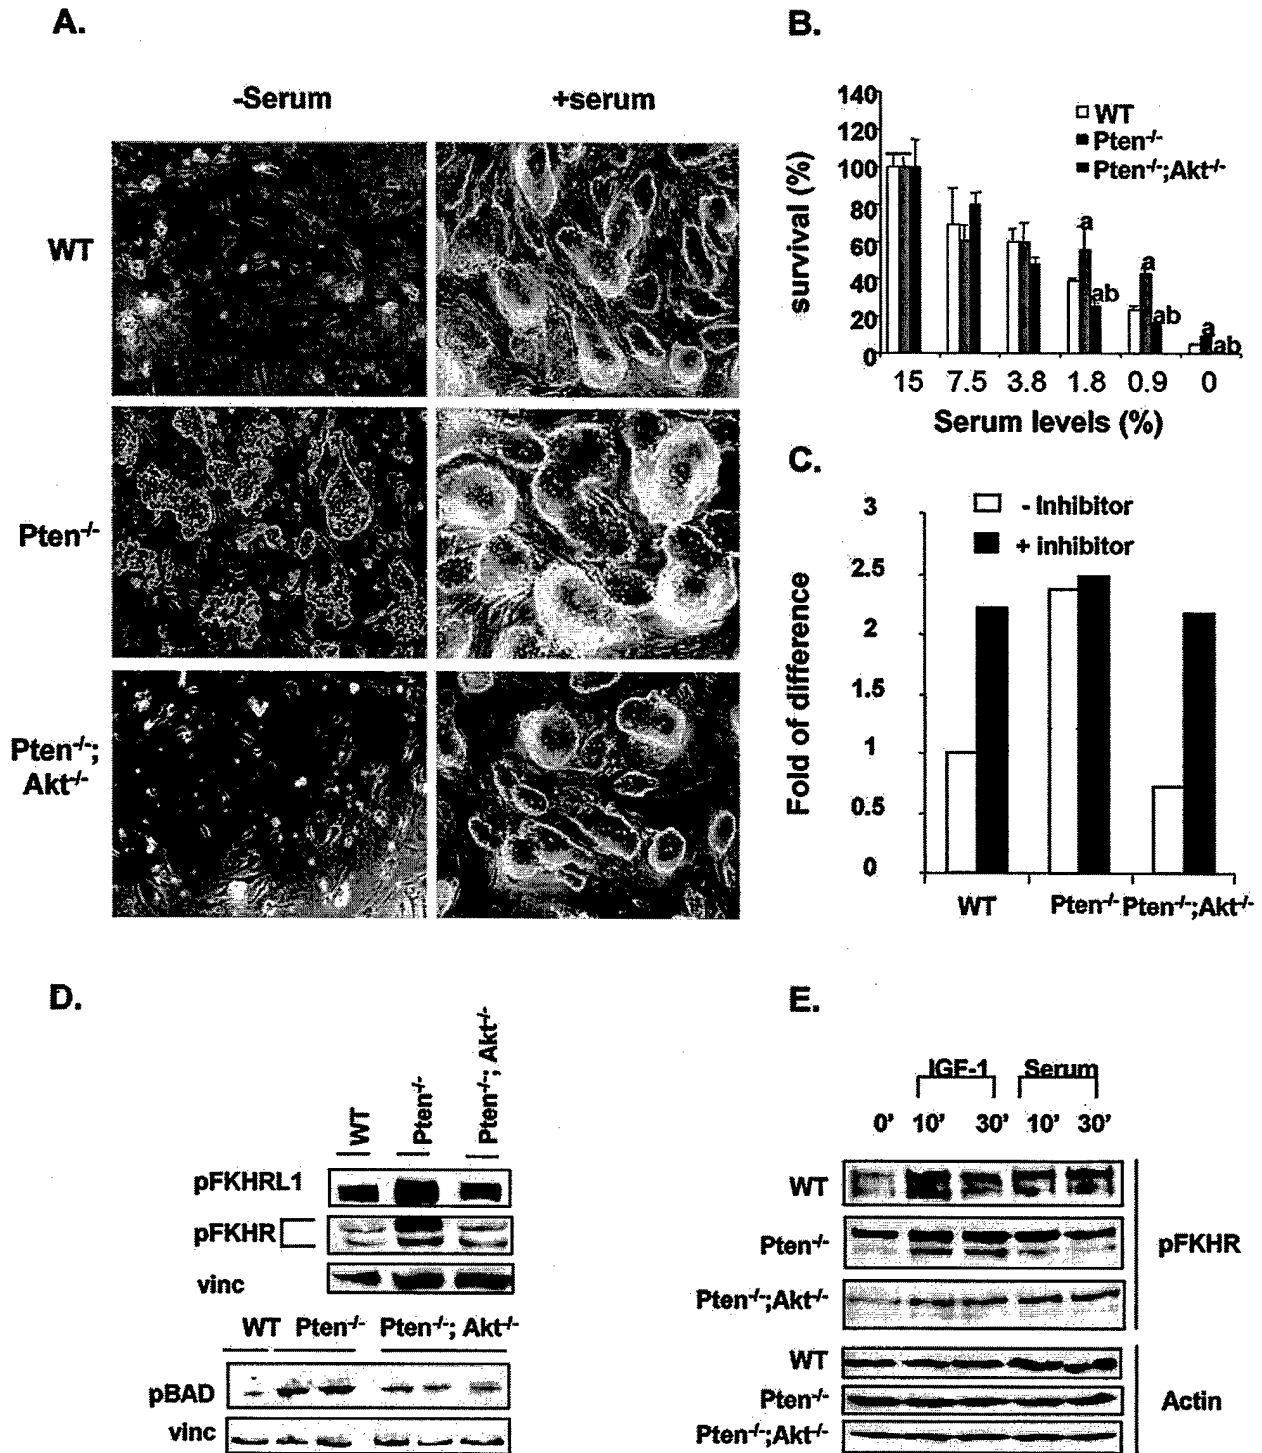 A.
-Serum +serum
WT
Pten-/-
Pten-/-;
Akt-/-
B.
survival (%)
140
120
100
80
60
40
20
0
WT
Pten-/-
Pten-/-;Akt-/-
a
ab
a
ab
a
ab
15 7.5 3.8 1.8 0.9 0
Serum levels (%)
C.
Fold of difference
3
2.5
2
1.5
1
0.5
0
- Inhibitor
+ inhibitor
WT Pten-/- Pten-/-;Akt-/-
D.
WT Pten-/- Pten-/-; Akt-/-
pFKHRL1
pFKHR
vinc
WT Pten-/- Pten-/-; Akt-/-
pBAD
vinc
E.
IGF-1 Serum
0' 10' 30' 10' 30'
WT
Pten-/-
Pten-/-;Akt-/-
pFKHR
WT
Pten-/-
Pten-/-;Akt-/-
Actin